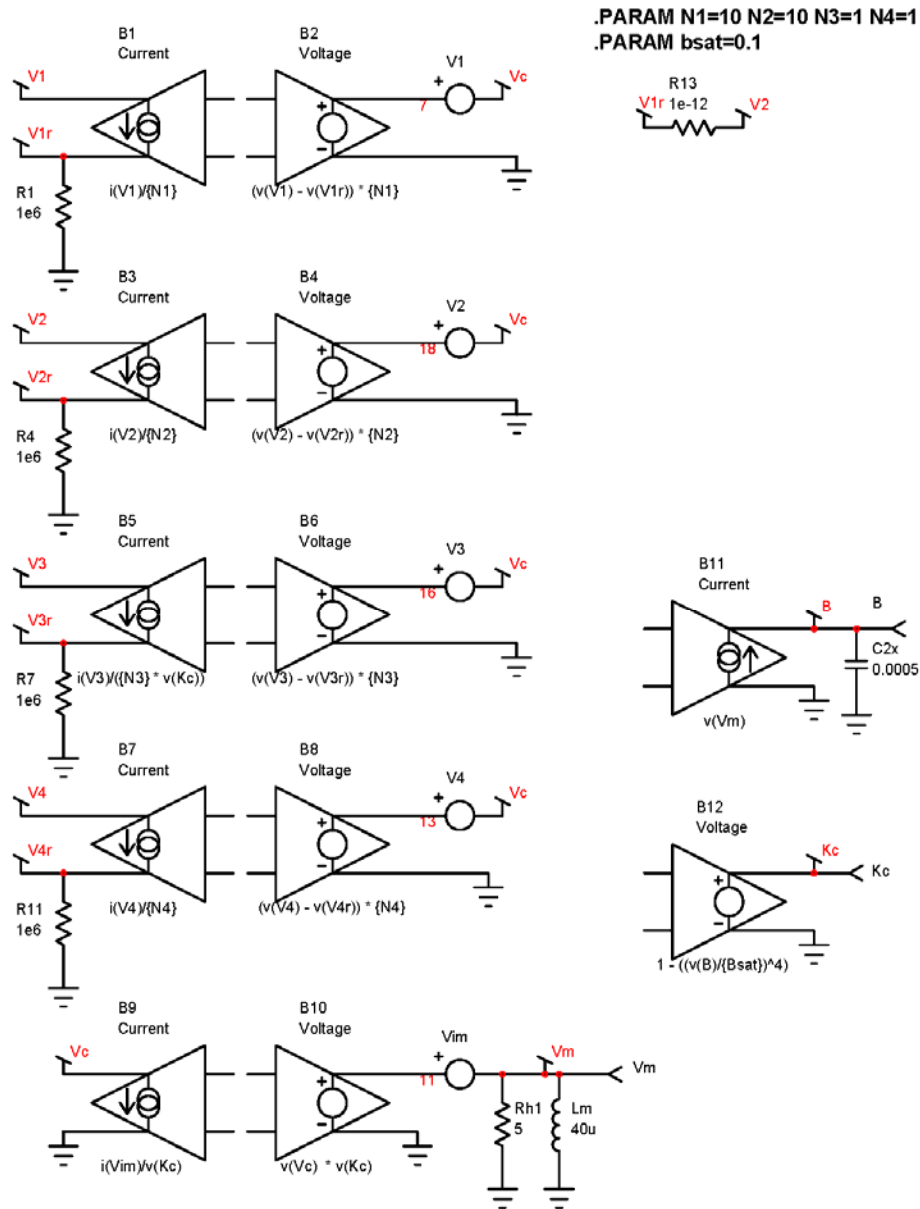 .PARAM N1=10 N2=10 N3=1 N4=1
.PARAM bsat=0.1
B1
Current
B2
Voltage
V1
V1
V1r
R1
1e6
i(V1)/{N1}
(v(V1) - v(V1r)) * {N1}
+
-
+
7
Vc
R13
1e-12
V1r
V2
B3
Current
B4
Voltage
V2
V2
V2r
R4
1e6
i(V2)/{N2}
(v(V2) - v(V2r)) * {N2}
+
-
+
18
Vc
B5
Current
B6
Voltage
V3
V3
V3r
R7
1e6
i(V3)/({N3} * v(Kc))
(v(V3) - v(V3r)) * {N3}
+
-
+
16
Vc
B11
Current
B
B
C2x
0.0005
v(Vm)
B7
Current
B8
Voltage
V4
V4
V4r
R11
1e6
i(V4)/{N4}
(v(V4) - v(V4r)) * {N4}
+
-
+
13
Vc
B12
Voltage
+
-
Kc
Kc
1 - ((v(B)/{Bsat})^4)
B9
Current
B10
Voltage
Vim
Vc
i(Vim)/v(Kc)
v(Vc) * v(Kc)
+
-
+
11
Vm
Vm
Rh1
5
Lm
40u